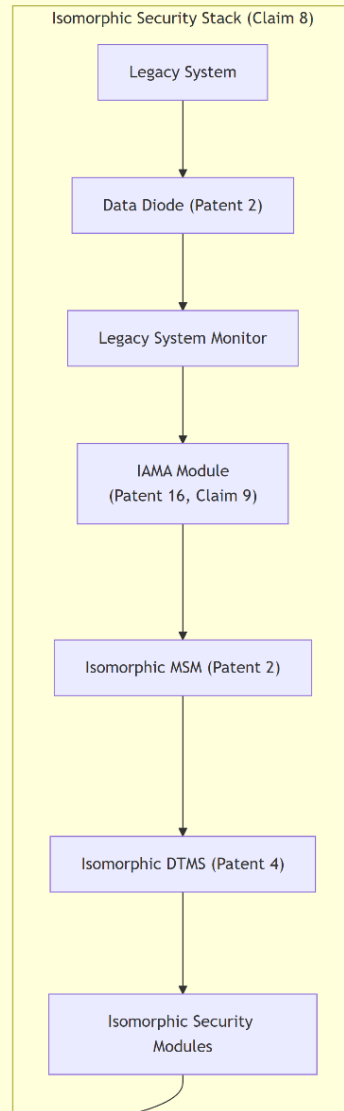 Isomorphic Security Stack (Claim 8)
Legacy System
Data Diode (Patent 2)
Legacy System Monitor
IAMA Module
(Patent 16, Claim 9)
Isomorphic MSM (Patent 2)
Isomorphic DTMS (Patent 4)
Isomorphic Security
Modules